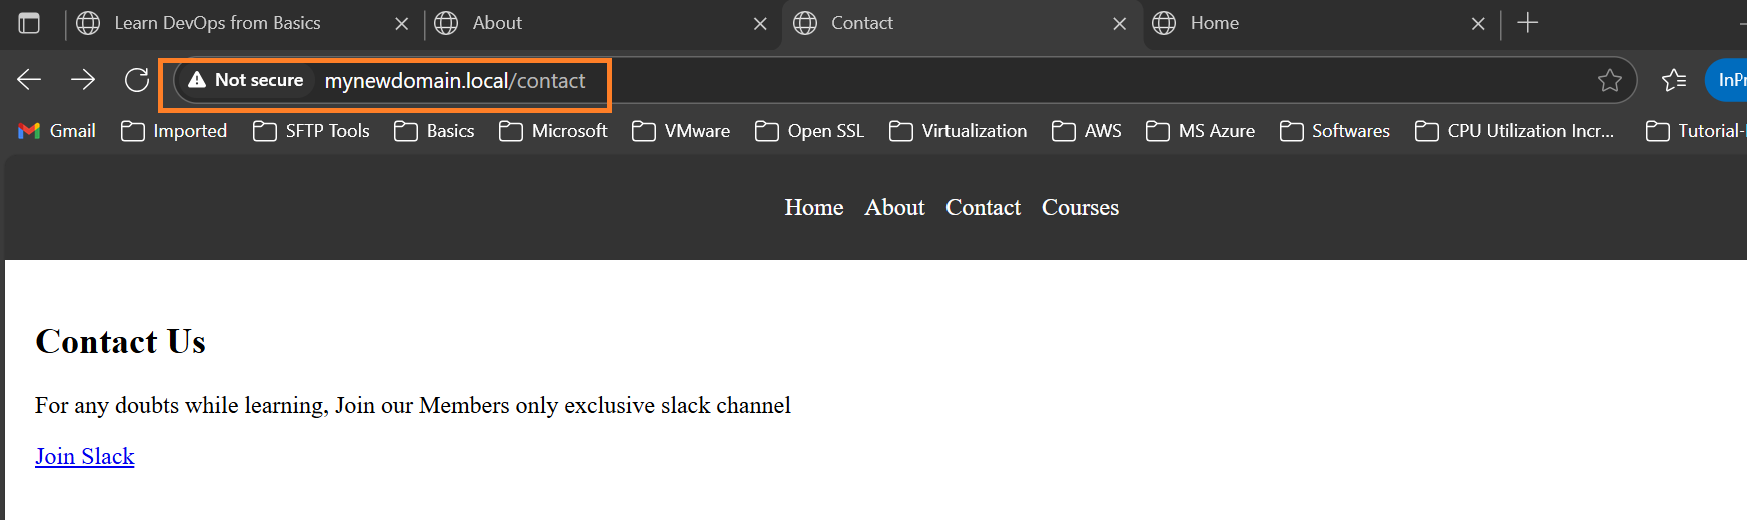 Learn DevOps from Basics
About
Contact
Home
Not secure mynewdomain.local/contact
InPr
Gmail Imported SFTP Tools Basics Microsoft VMware Open SSL Virtualization AWS MS Azure Softwares CPU Utilization Incr... Tutorial-
Home About Contact Courses
Contact Us
For any doubts while learning, Join our Members only exclusive slack channel
Join Slack